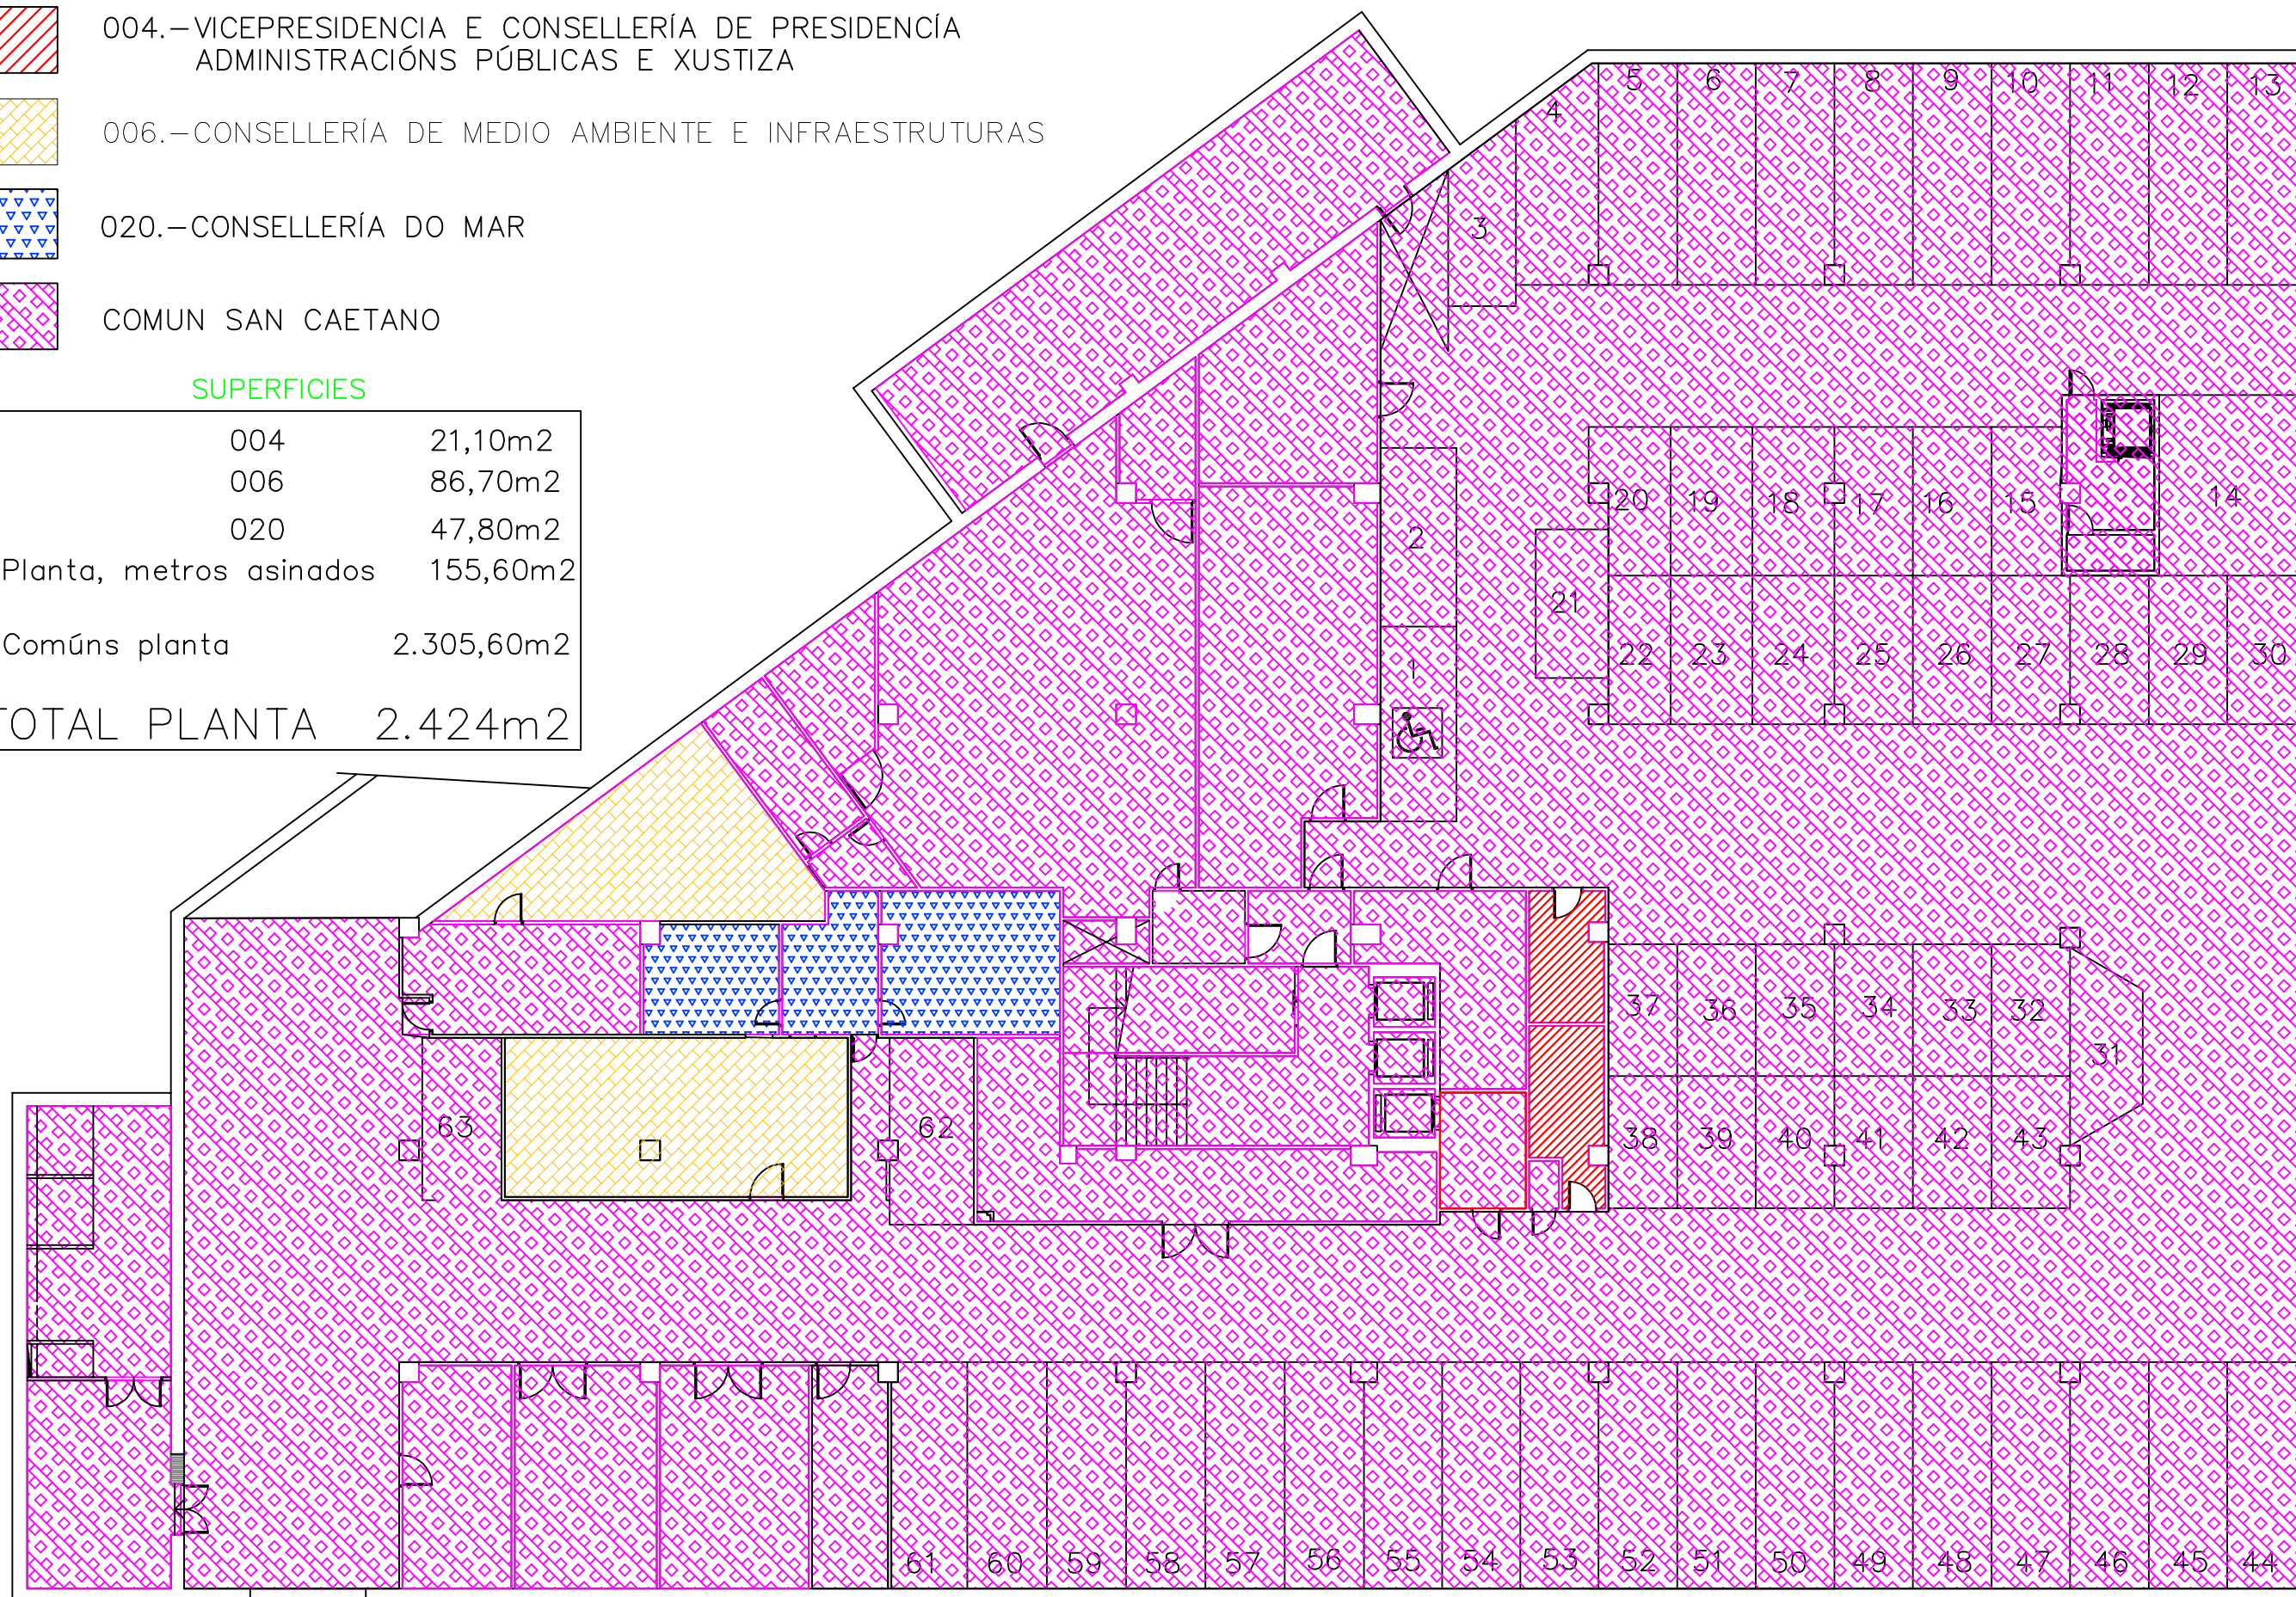 004.-VICEPRESIDENCIA E CONSELLERÍA DE PRESIDENCÍA
ADMINISTRACIÓNS PÚBLICAS E XUSTIZA
006.-CONSELLERÍA DE MEDIO AMBIENTE E INFRAESTRUTURAS
020.-CONSELLERÍA DO MAR
COMUN SAN CAETANO
SUPERFICIES
004 21,10m2
006 86,70m2
020 47,80m2
Planta, metros asinados 155,60m2
Comúns planta 2.305,60m2
TOTAL PLANTA 2.424m2
4 5 6 7 8 9 10 11 12 13
3
20 19 18 17 16 15 14
2
21
1
22 23 24 25 26 27 28 29 30
37 36 35 34 33 32
31
63 62
38 39 40 41 42 43
61 60 59 58 57 56 55 54 53 52 51 50 49 48 47 46 45 44